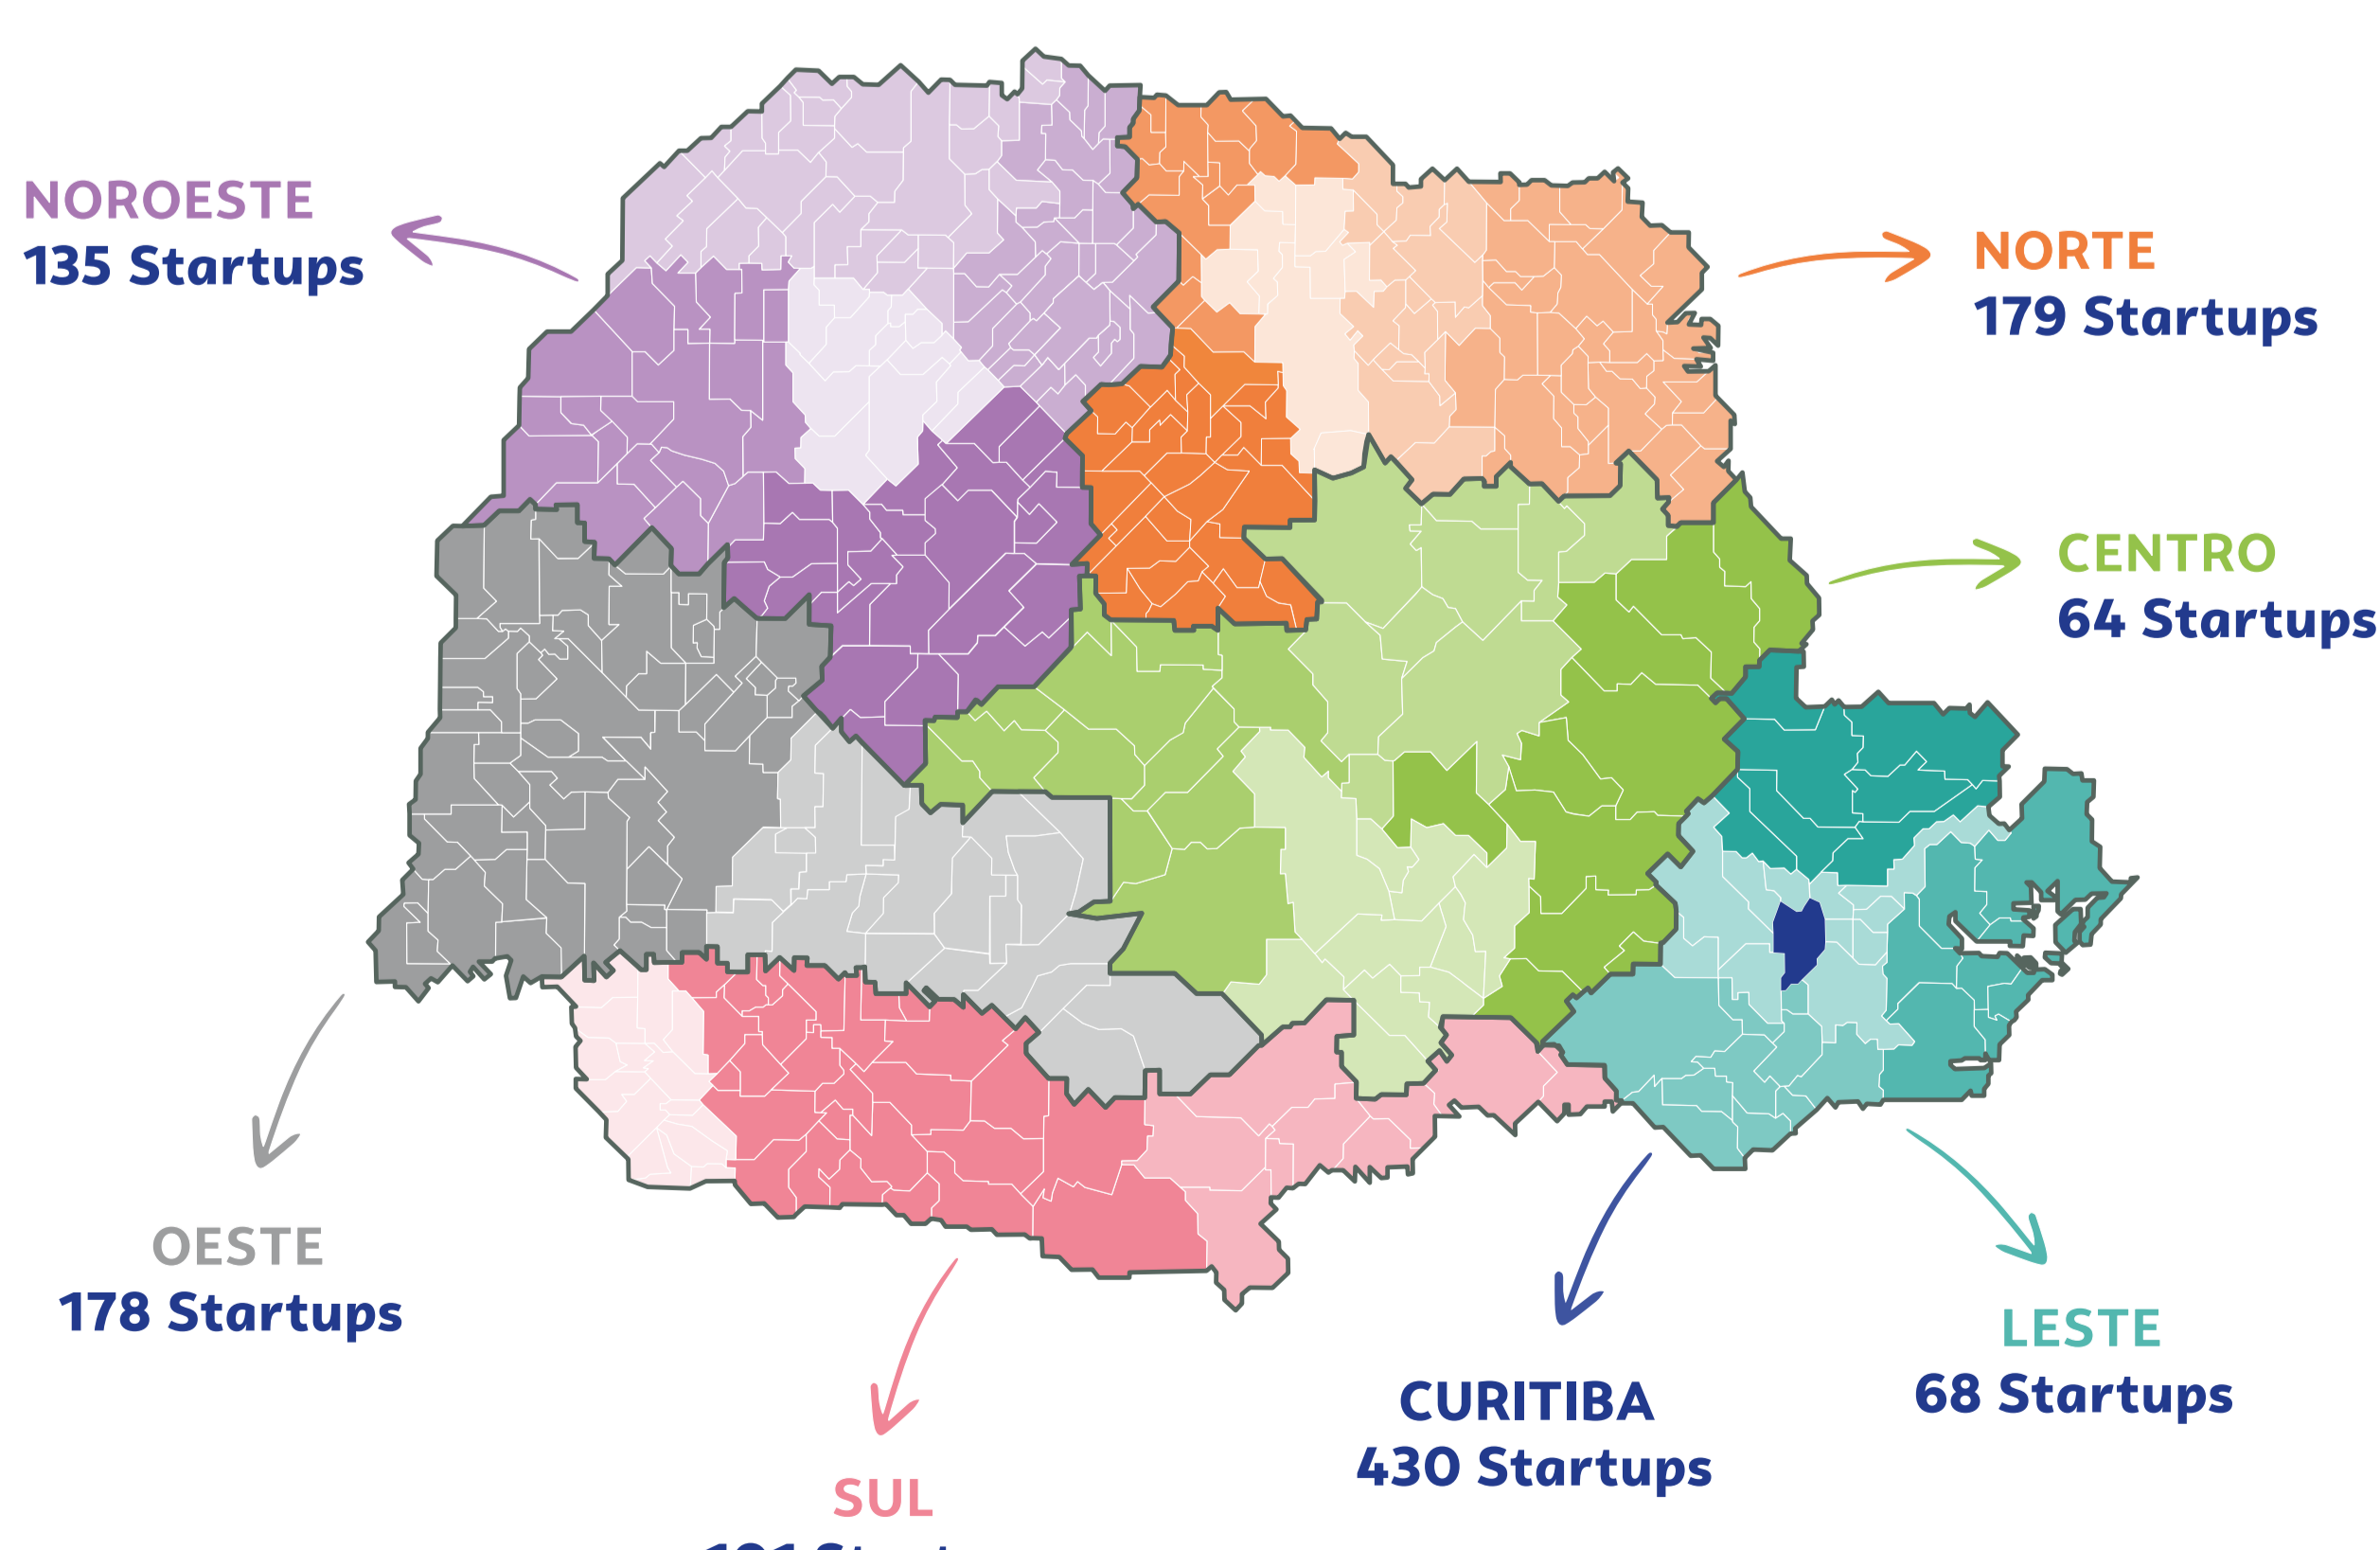 NOROESTE
135 Startups
NORTE
179 Startups
CENTRO
64 Startups
OESTE
178 Startups
LESTE
68 Startups
CURITIBA
430 Startups
SUL